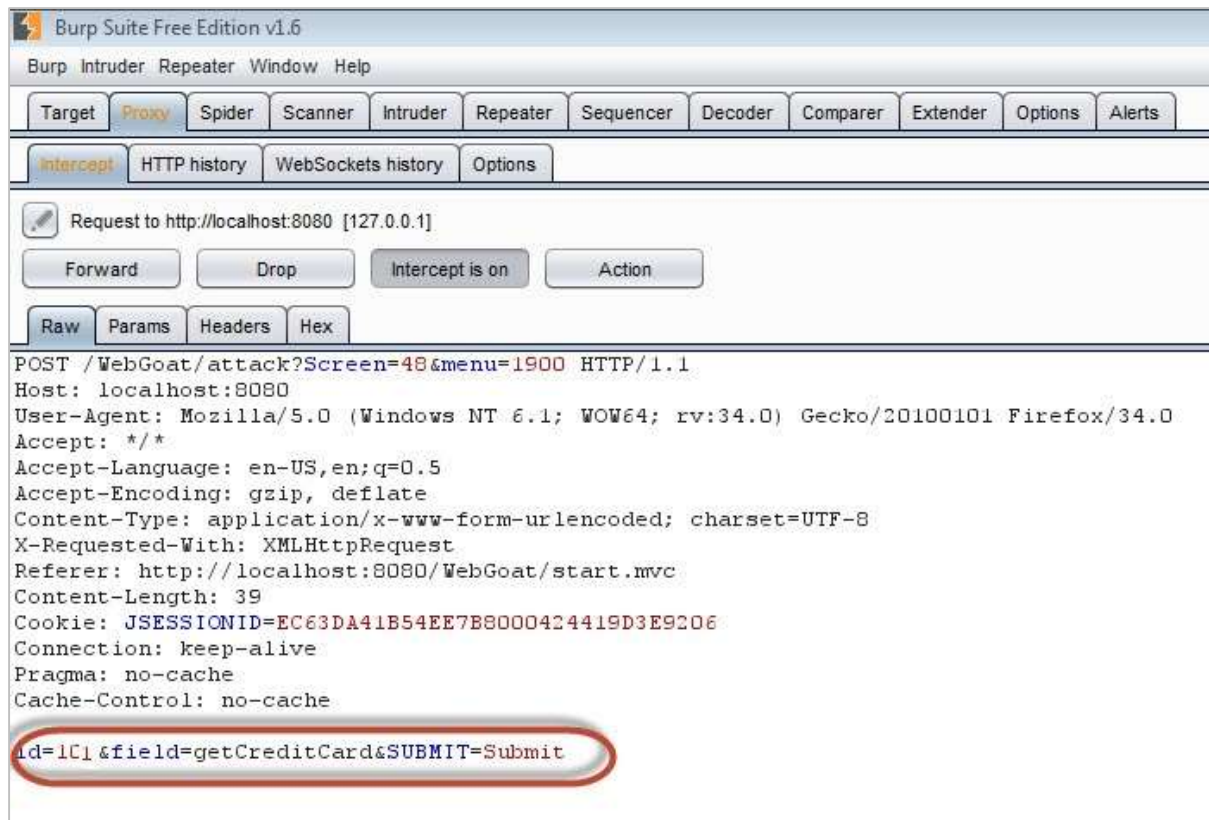 Burp Suite Free Edition v1.6
Burp Intruder Repeater Window Help
Target Proxy Spider Scanner Intruder Repeater Sequencer Decoder Comparer Extender Options Alerts
Intercept HTTP history WebSockets history Options
Request to http://localhost:8080 [127.0.0.1]
Forward Drop Intercept is on Action
Raw Params Headers Hex
POST /WebGoat/attack?Screen=48&menu=1900 HTTP/1.1
Host: localhost:8080
User-Agent: Mozilla/5.0 (Windows NT 6.1; WOW64; rv:34.0) Gecko/20100101 Firefox/34.0
Accept: */*
Accept-Language: en-US,en;q=0.5
Accept-Encoding: gzip, deflate
Content-Type: application/x-www-form-urlencoded; charset=UTF-8
X-Requested-With: XMLHttpRequest
Referer: http://localhost:8080/WebGoat/start.mvc
Content-Length: 39
Cookie: JSESSIONID=EC63DA41B54EE7B8000424419D3E9206
Connection: keep-alive
Pragma: no-cache
Cache-Control: no-cache
id=101&field=getCreditCard&SUBMIT=Submit